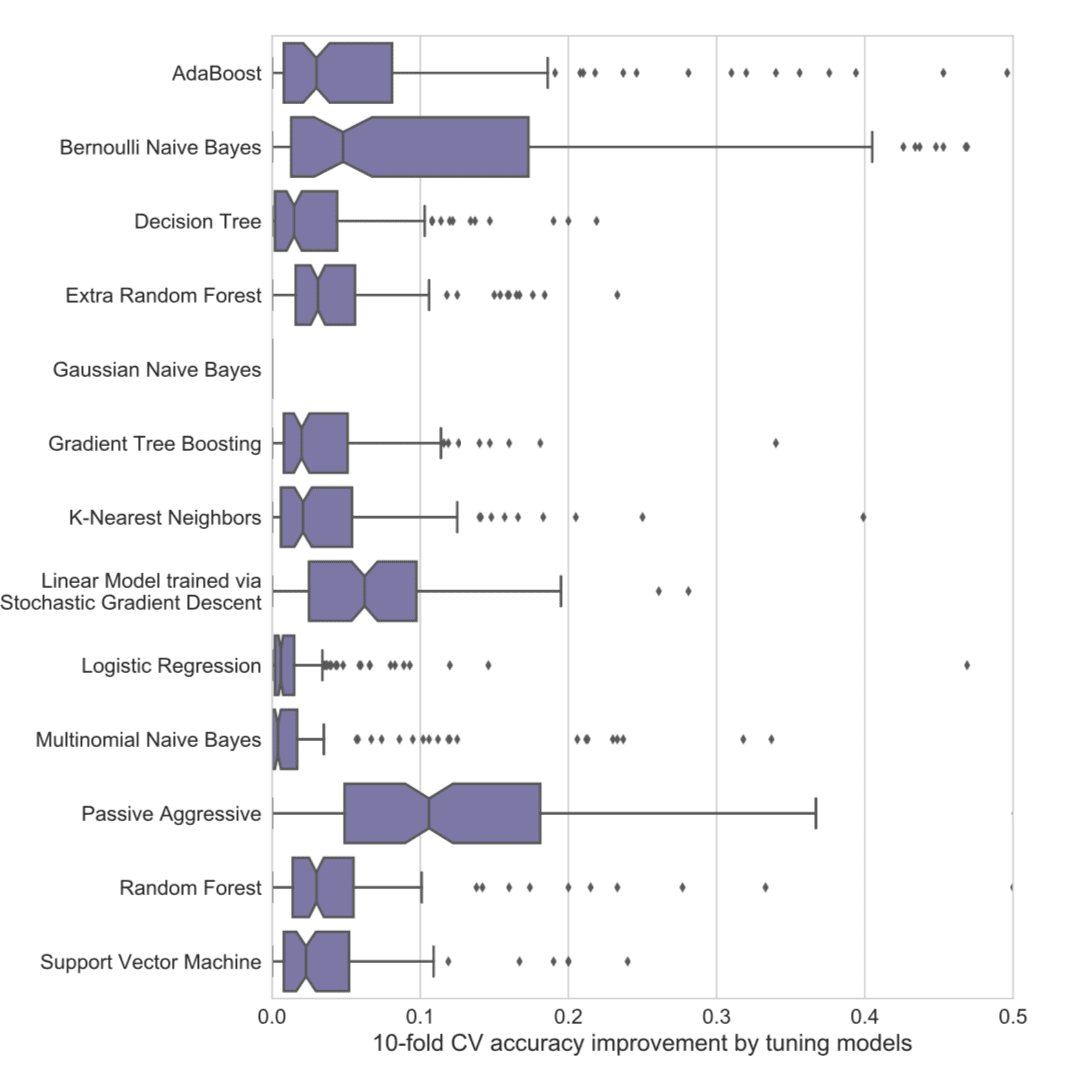 AdaBoost
Bernoulli Naive Bayes
Decision Tree
Extra Random Forest
Gaussian Naive Bayes
Gradient Tree Boosting
K-Nearest Neighbors
Linear Model trained via
Stochastic Gradient Descent
Logistic Regression
Multinomial Naive Bayes
Passive Aggressive
Random Forest
Support Vector Machine
0.0 0.1 0.2 0.3 0.4 0.5
10-fold CV accuracy improvement by tuning models